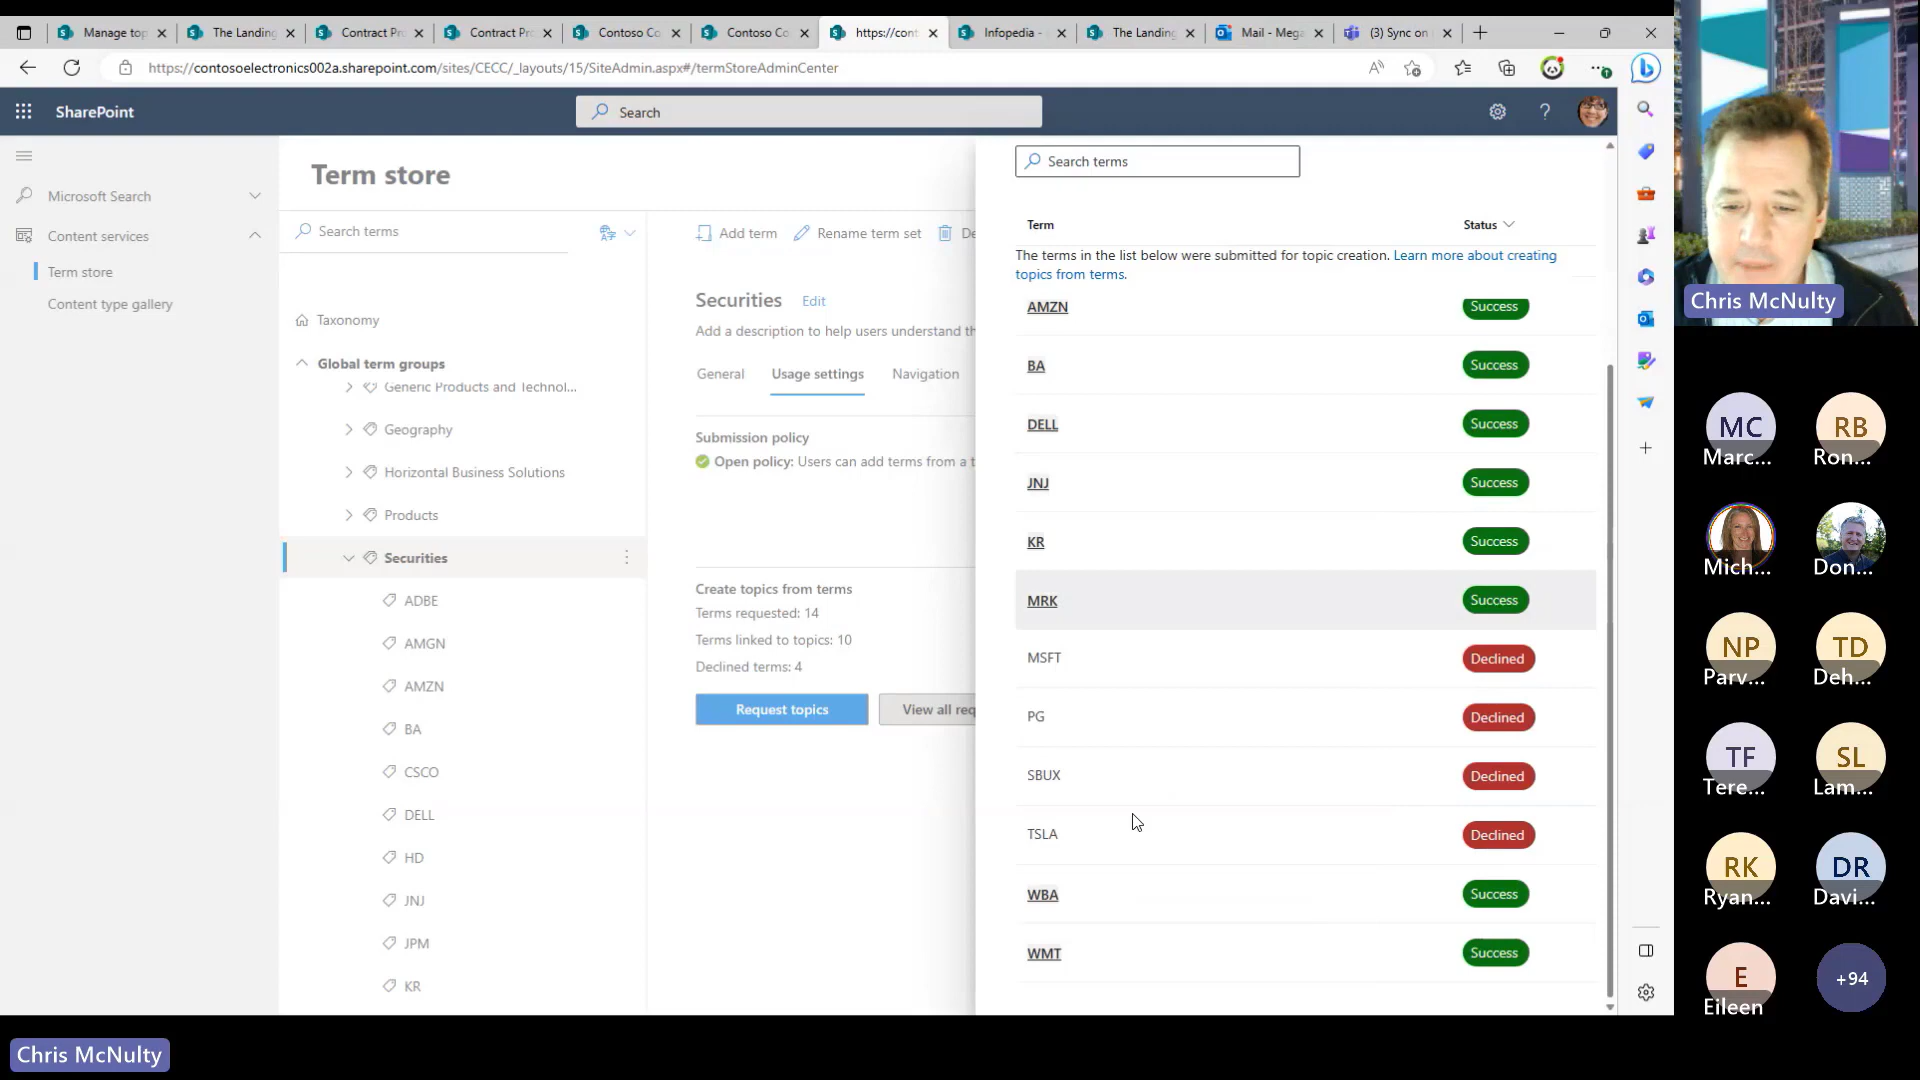 Manage top
The Landing
Contract Pr
Contract Pr
Contoso Co
Contoso Co
https://cont
Infopedia -
The Landing
Mail - Mega
(3) Sync on
https://contosoelectronics002a.sharepoint.com/sites/CECC/_layouts/15/SiteAdmin.aspx#/termStoreAdminCenter
SharePoint
Search
Microsoft Search
Content services
Term store
Content type gallery
Term store
Search terms
Taxonomy
Global term groups
Generic Products and Technol...
Geography
Horizontal Business Solutions
Products
Securities
ADBE
AMGN
AMZN
BA
CSCO
DELL
HD
JNJ
JPM
KR
Add term
Rename term set
De
Securities Edit
Add a description to help users understand th
General
Usage settings
Navigation
Submission policy
Open policy: Users can add terms from a t
Create topics from terms
Terms requested: 14
Terms linked to topics: 10
Declined terms: 4
Request topics
View all req
Search terms
Term Status
The terms in the list below were submitted for topic creation. Learn more about creating
topics from terms.
AMZN Success
BA Success
DELL Success
JNJ Success
KR Success
MRK Success
MSFT Declined
PG Declined
SBUX Declined
TSLA Declined
WBA Success
WMT Success
Chris McNulty
MC
Marc...
RB
Ron...
Mich...
Don...
NP
Parv...
TD
Deh...
TF
Tere...
SL
Lam...
RK
Ryan...
DR
Davi...
E
Eileen
+94
Chris McNulty